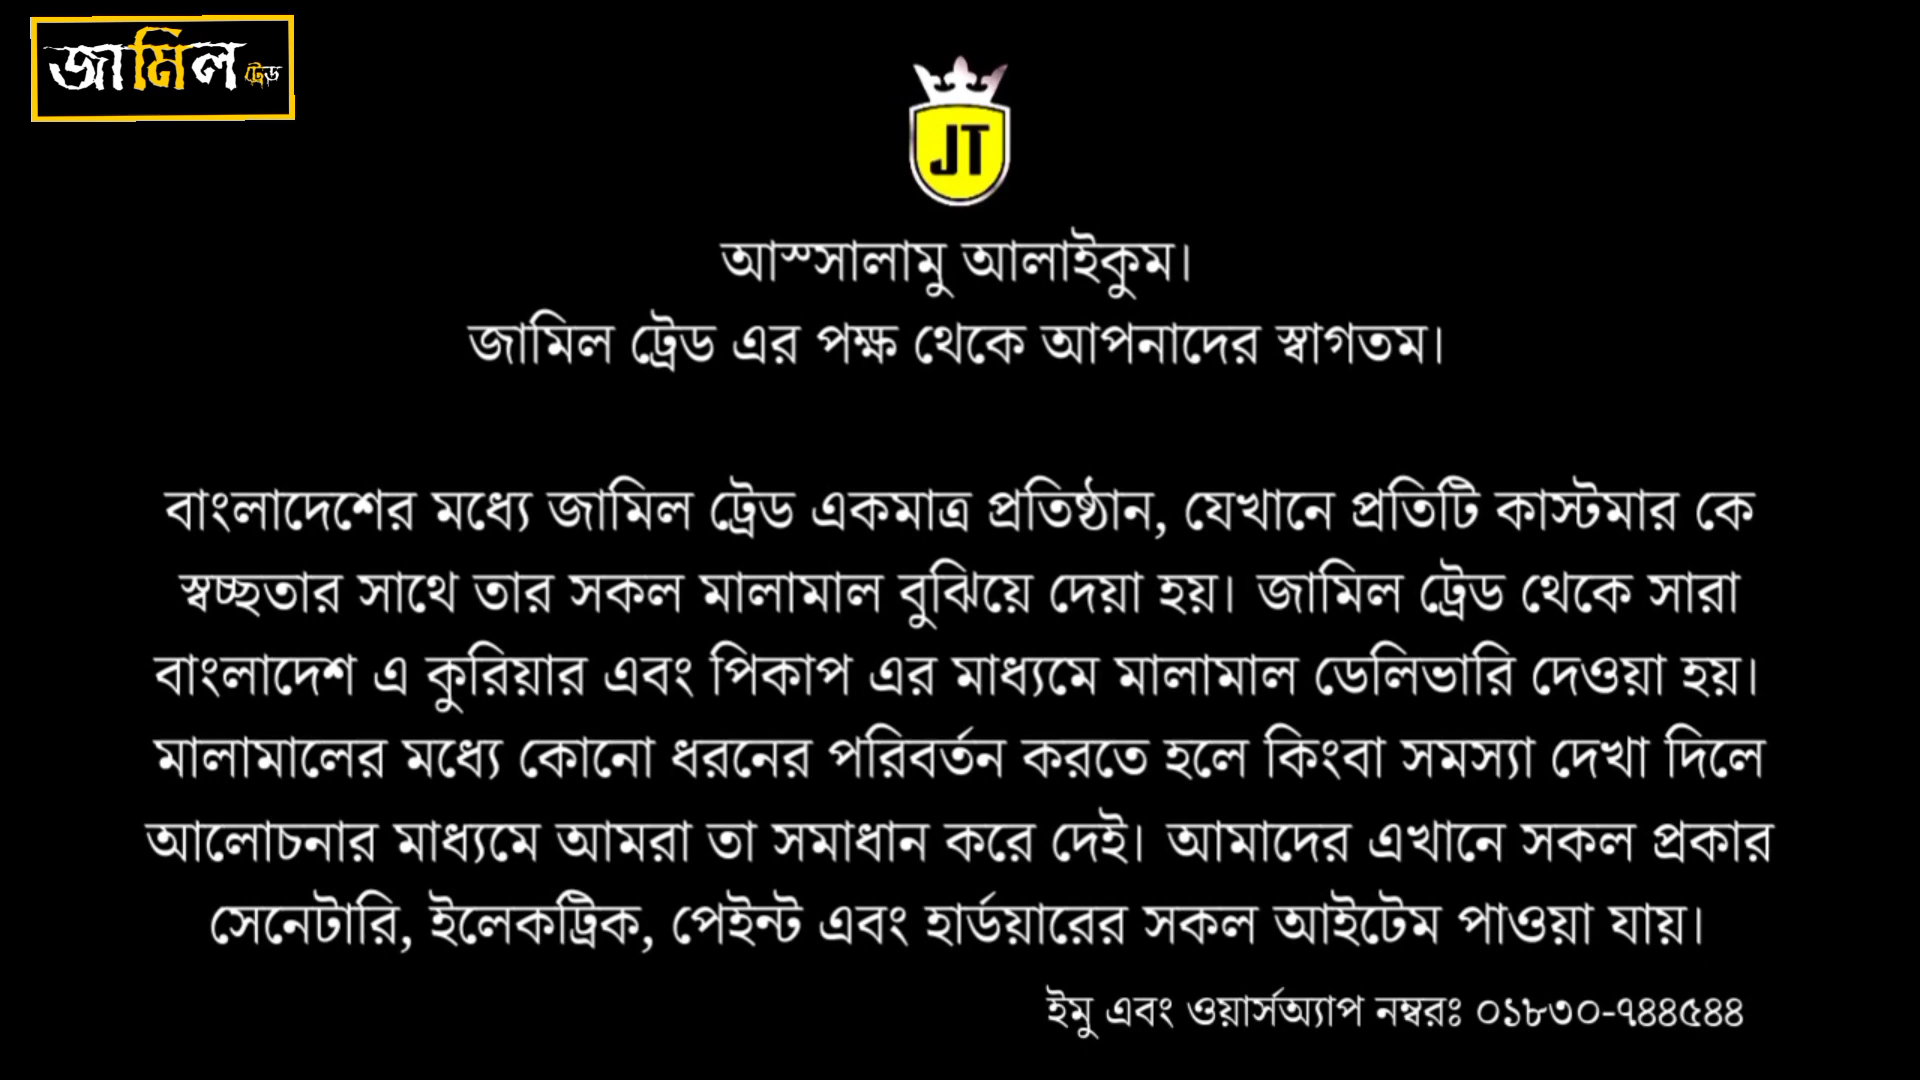 জামিল ট্রেড
JT
আস্সালামু আলাইকুম।
জামিল ট্রেড এর পক্ষ থেকে আপনাদের স্বাগতম।
বাংলাদেশের মধ্যে জামিল ট্রেড একমাত্র প্রতিষ্ঠান, যেখানে প্রতিটি কাস্টমার কে
স্বচ্ছতার সাথে তার সকল মালামাল বুঝিয়ে দেয়া হয়। জামিল ট্রেড থেকে সারা
বাংলাদেশ এ কুরিয়ার এবং পিকাপ এর মাধ্যমে মালামাল ডেলিভারি দেওয়া হয়।
মালামালের মধ্যে কোনো ধরনের পরিবর্তন করতে হলে কিংবা সমস্যা দেখা দিলে
আলোচনার মাধ্যমে আমরা তা সমাধান করে দেই। আমাদের এখানে সকল প্রকার
সেনেটারি, ইলেকট্রিক, পেইন্ট এবং হার্ডয়ারের সকল আইটেম পাওয়া যায়।
ইমু এবং ওয়ার্সঅ্যাপ নম্বরঃ ০১৮৩০-৭৪৪৫৪৪